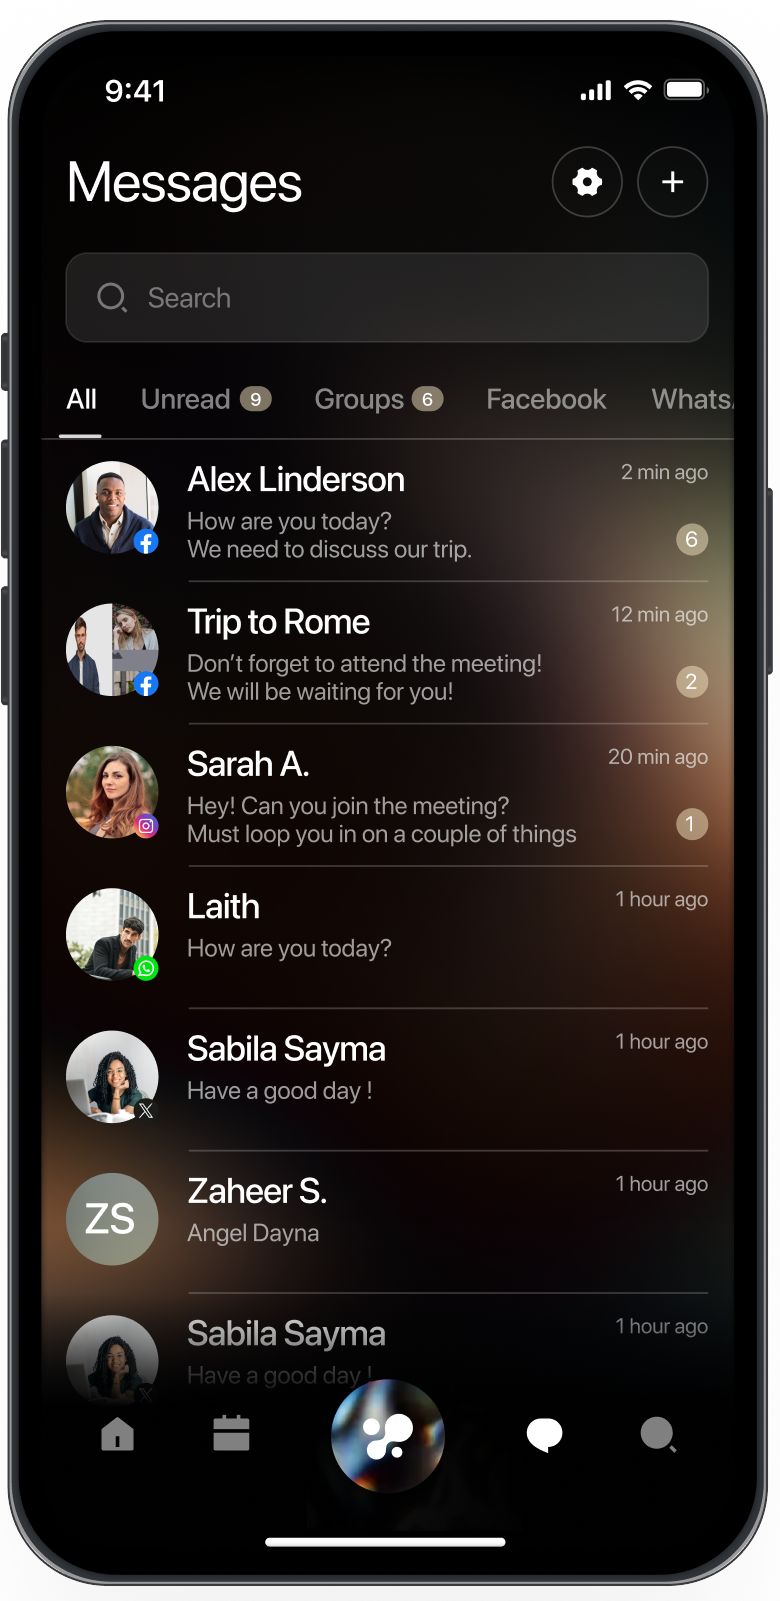 9:41
Messages
Search
All Unread 9 Groups 6 Facebook Whats
Alex Linderson 2 min ago
How are you today?
We need to discuss our trip. 6
Trip to Rome 12 min ago
Don’t forget to attend the meeting!
We will be waiting for you! 2
Sarah A. 20 min ago
Hey! Can you join the meeting?
Must loop you in on a couple of things 1
Laith 1 hour ago
How are you today?
Sabila Sayma 1 hour ago
Have a good day !
ZS Zaheer S. 1 hour ago
Angel Dayna
Sabila Sayma 1 hour ago
Have a good day !